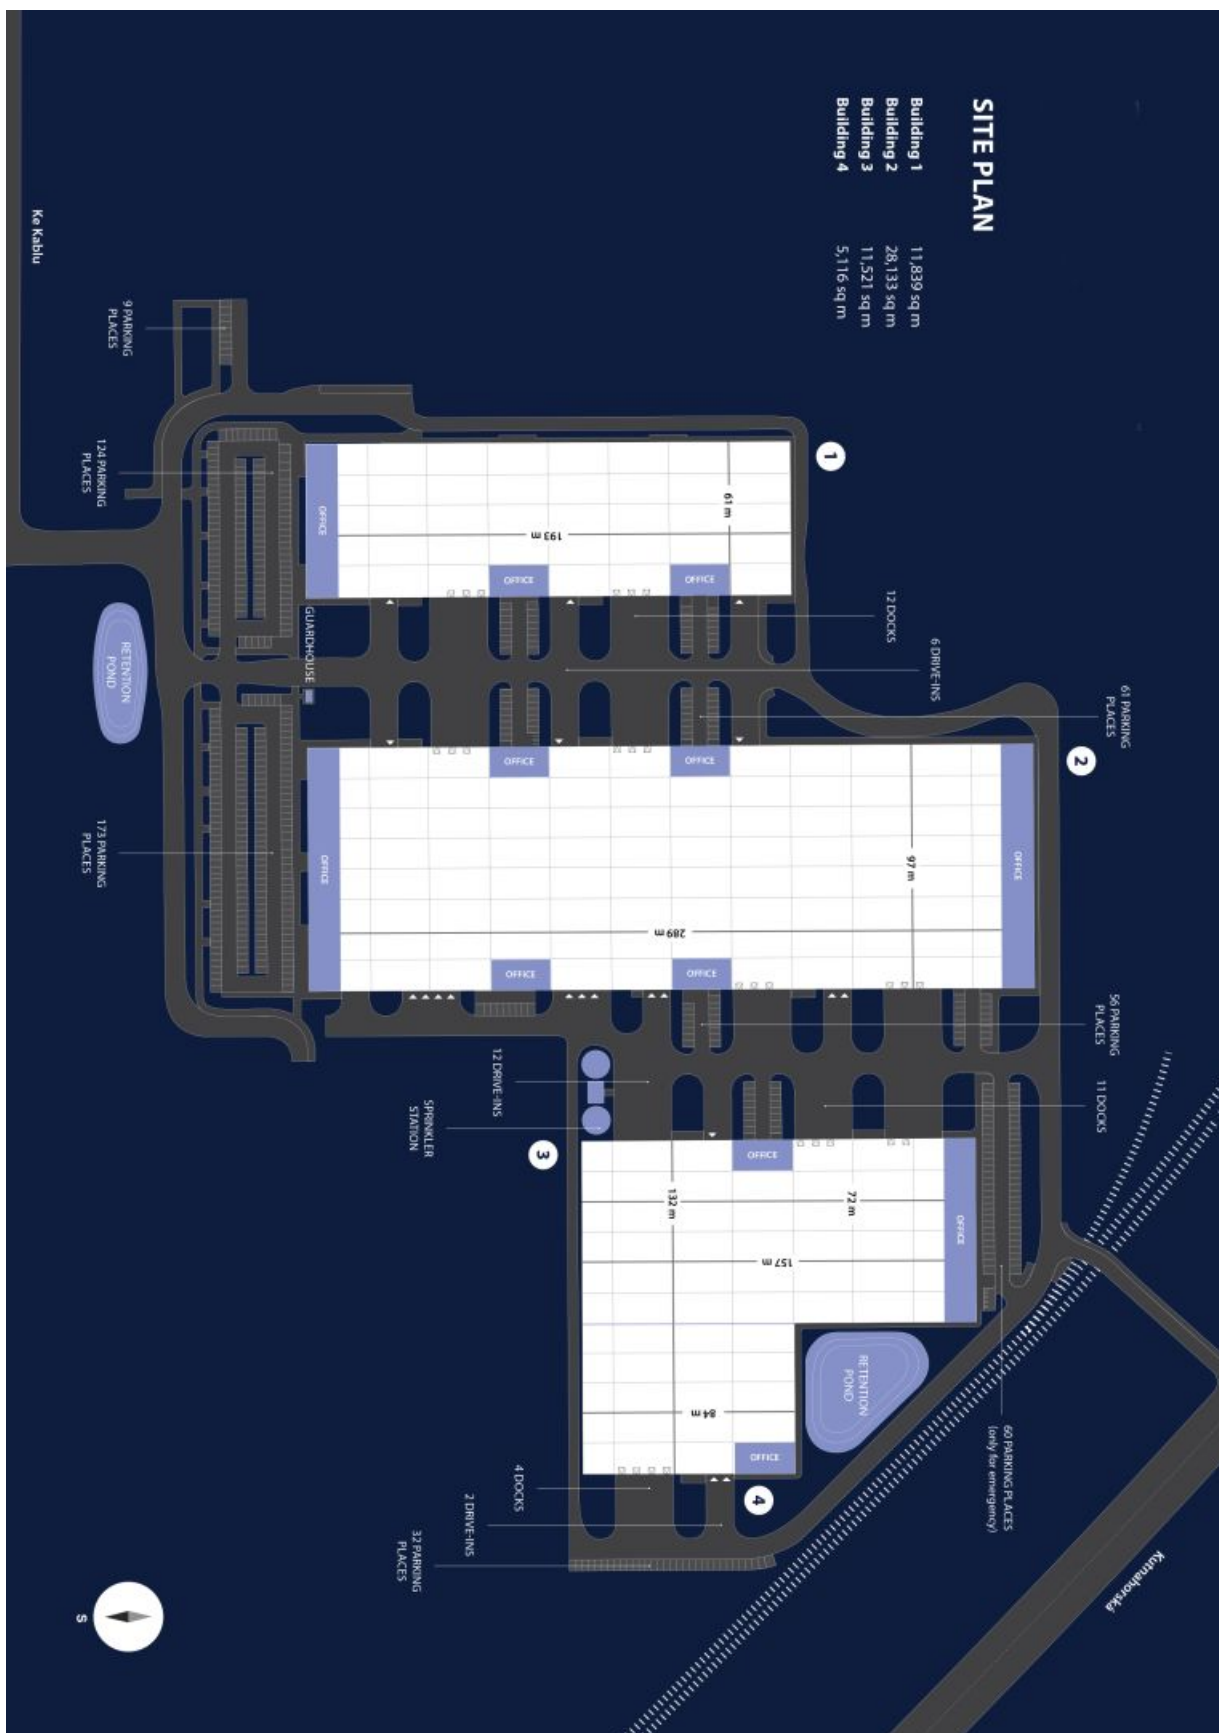 SITE PLAN
Building 1 11,839 sq m
Building 2 28,133 sq m
Building 3 11,521 sq m
Building 4 5,116 sq m
Kutnahorská
60 PARKING PLACES
(only for emergency)
61 PARKING
PLACES
2
56 PARKING
PLACES
11 DOCKS
6 DRIVE-INS
12 DOCKS
1
61 m
193 m
OFFICE
OFFICE
OFFICE
97 m
289 m
OFFICE
OFFICE
OFFICE
OFFICE
OFFICE
OFFICE
72 m
157 m
132 m
OFFICE
OFFICE
RETENTION
POND
84 m
OFFICE
4
3
GUARDHOUSE
12 DRIVE-INS
SPRINKLER
STATION
4 DOCKS
2 DRIVE-INS
32 PARKING
PLACES
9 PARKING
PLACES
124 PARKING
PLACES
RETENTION
POND
173 PARKING
PLACES
Ke Kablu
S